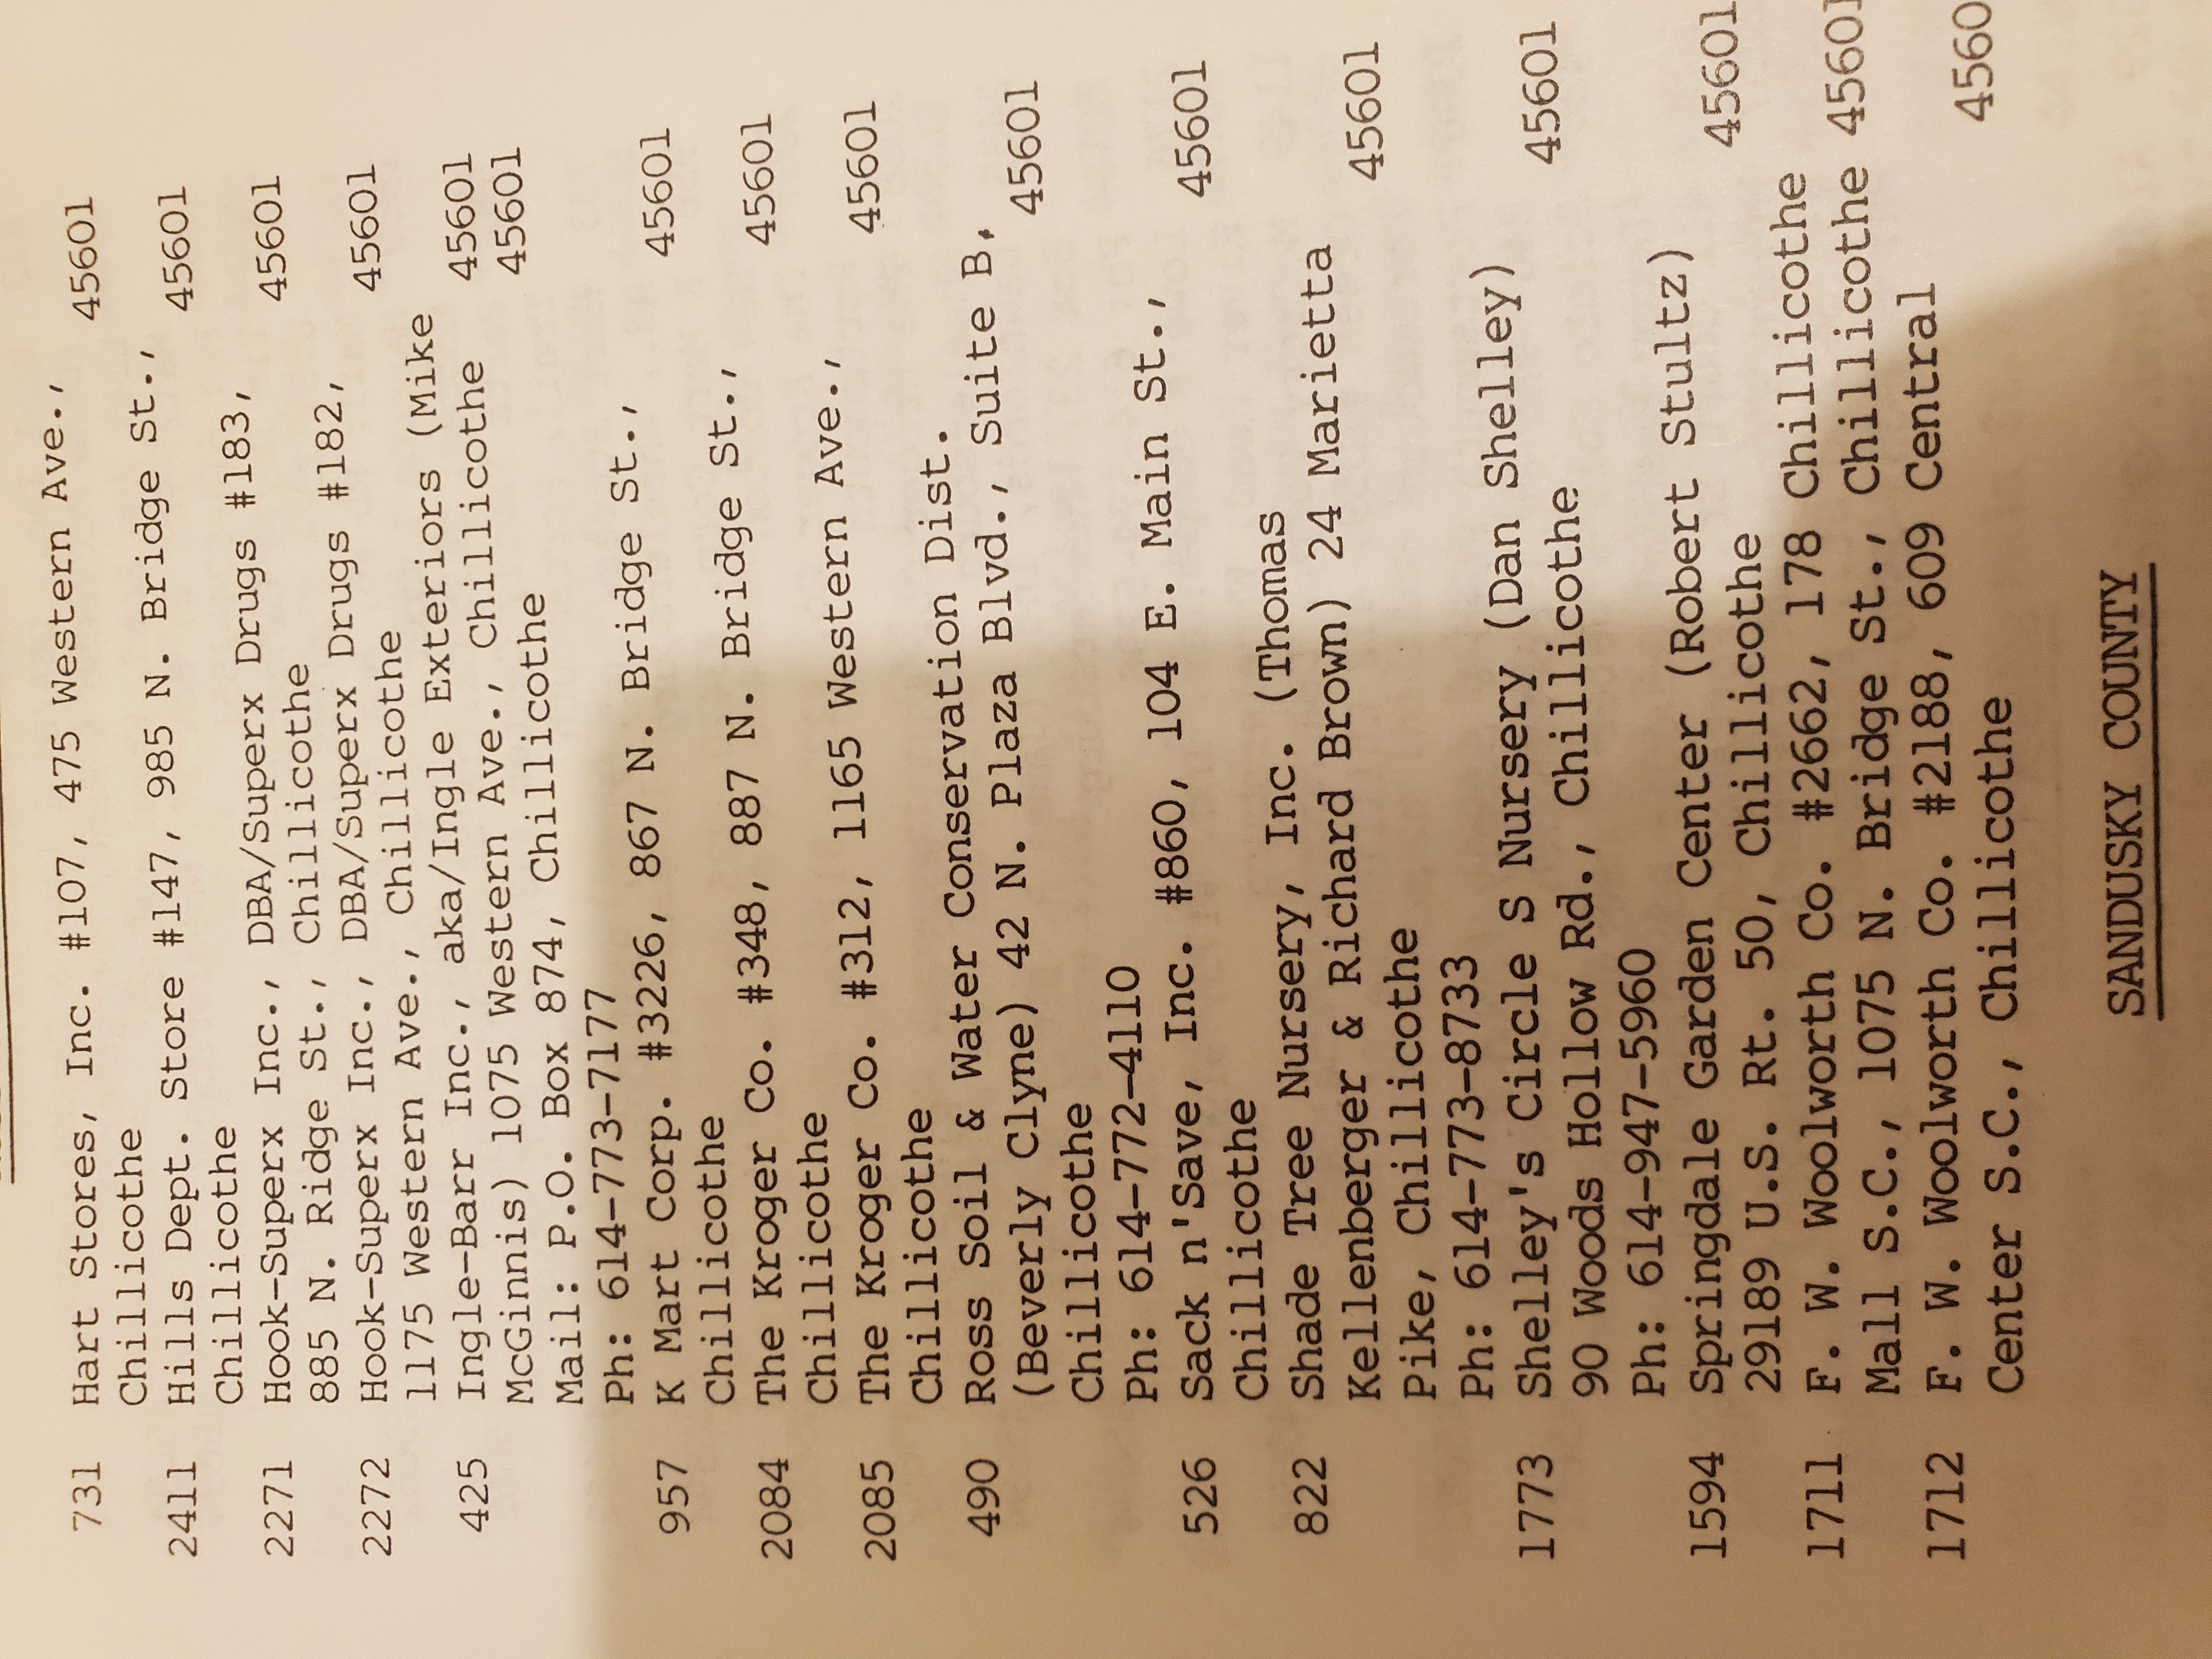 731 Hart Stores, Inc. #107, 475 Western Ave.,
Chillicothe 45601
2411 Hills Dept. Store #147, 985 N. Bridge St.,
Chillicothe 45601
2271 Hook-Superx Inc., DBA/Superx Drugs #183,
885 N. Ridge St., Chillicothe 45601
2272 Hook-Superx Inc., DBA/Superx Drugs #182,
1175 Western Ave., Chillicothe 45601
425 Ingle-Barr Inc., aka/Ingle Exteriors (Mike
McGinnis) 1075 Western Ave., Chillicothe 45601
Mail: P.O. Box 874, Chillicothe 45601
Ph: 614-773-7177
957 K Mart Corp. #3226, 867 N. Bridge St.,
Chillicothe 45601
2084 The Kroger Co. #348, 887 N. Bridge St.,
Chillicothe 45601
2085 The Kroger Co. #312, 1165 Western Ave.,
Chillicothe 45601
490 Ross Soil & Water Conservation Dist.
(Beverly Clyne) 42 N. Plaza Blvd., Suite B,
Chillicothe 45601
Ph: 614-772-4110
526 Sack n'Save, Inc. #860, 104 E. Main St.,
Chillicothe 45601
822 Shade Tree Nursery, Inc. (Thomas
Kellenberger & Richard Brown) 24 Marietta
Pike, Chillicothe 45601
Ph: 614-773-8733
1773 Shelley's Circle S Nursery (Dan Shelley)
90 Woods Hollow Rd., Chillicothe 45601
Ph: 614-947-5960
1594 Springdale Garden Center (Robert Stultz)
29189 U.S. Rt. 50, Chillicothe 45601
1711 F. W. Woolworth Co. #2662, 178 Chillicothe
Mall S.C., 1075 N. Bridge St., Chillicothe 45601
1712 F. W. Woolworth Co. #2188, 609 Central
Center S.C., Chillicothe 4560
SANDUSKY COUNTY